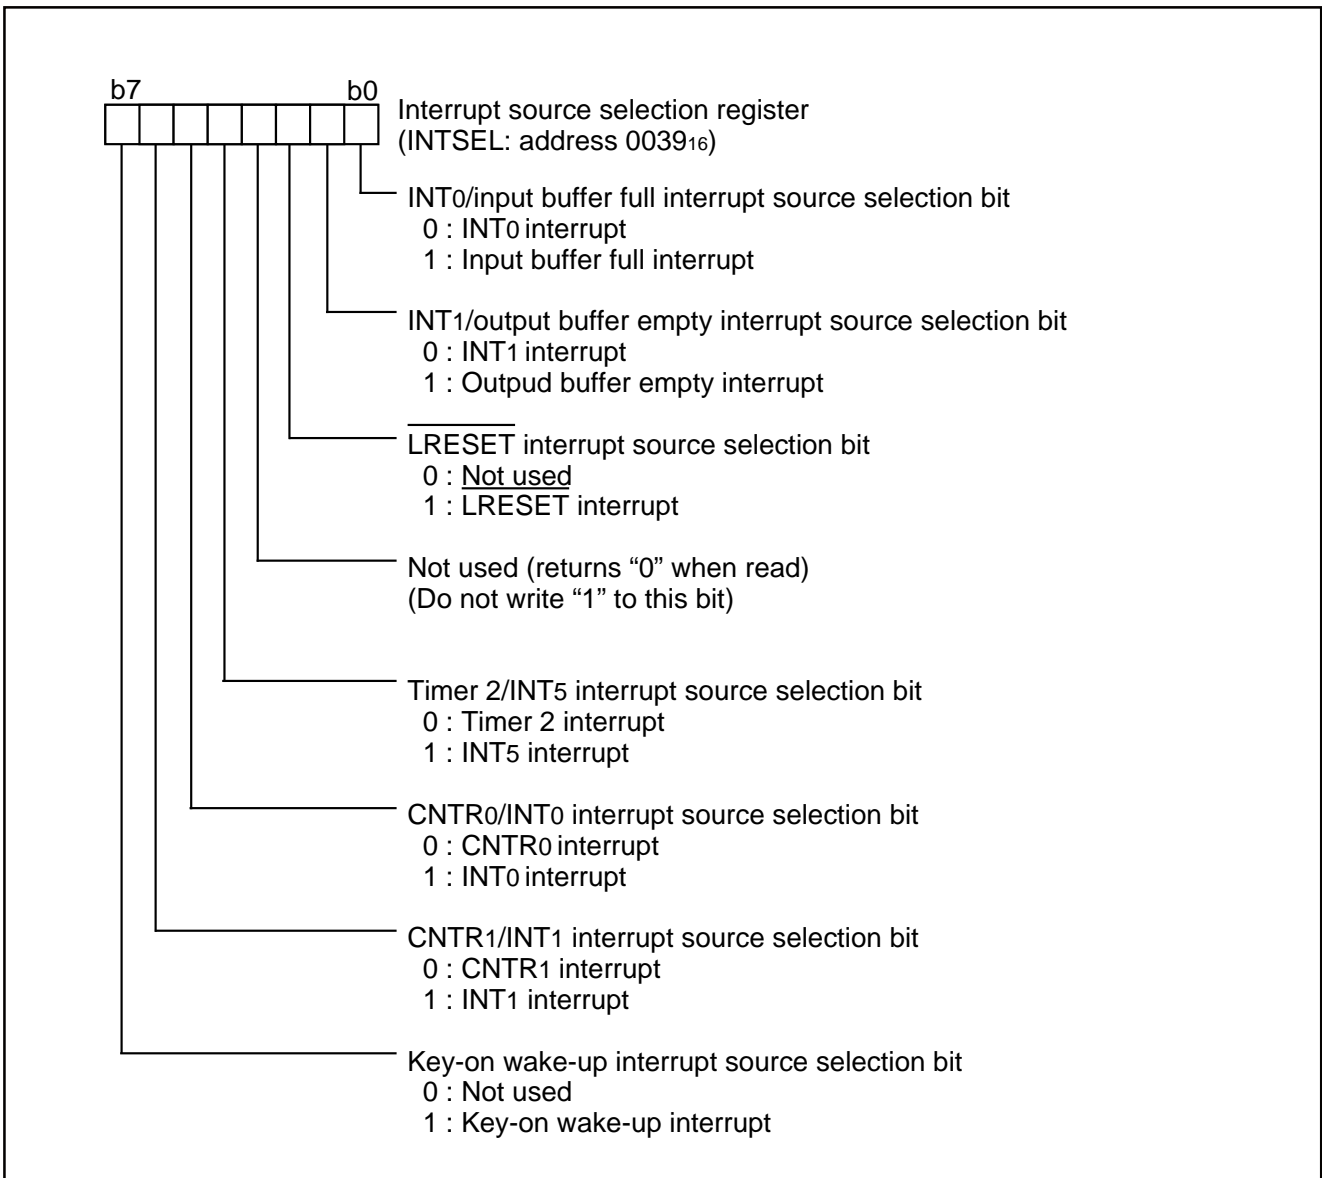 b7 b0
Interrupt source selection register
(INTSEL: address 003916)
INT0/input buffer full interrupt source selection bit
0 : INT0 interrupt
1 : Input buffer full interrupt
INT1/output buffer empty interrupt source selection bit
0 : INT1 interrupt
1 : Outpud buffer empty interrupt
LRESET interrupt source selection bit
0 : Not used
1 : LRESET interrupt
Not used (returns “0” when read)
(Do not write “1” to this bit)
Timer 2/INT5 interrupt source selection bit
0 : Timer 2 interrupt
1 : INT5 interrupt
CNTR0/INT0 interrupt source selection bit
0 : CNTR0 interrupt
1 : INT0 interrupt
CNTR1/INT1 interrupt source selection bit
0 : CNTR1 interrupt
1 : INT1 interrupt
Key-on wake-up interrupt source selection bit
0 : Not used
1 : Key-on wake-up interrupt